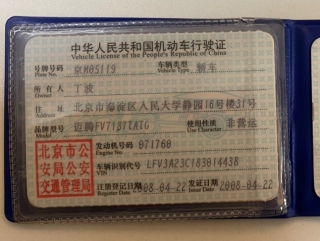 中华人民共和国机动车行驶证
Vehicle License of the People's Republic of China
号牌号码 京M05119 车辆类型 轿车
Plate No. Vehicle Type
所有人 丁波
Owner
住址 北京市海淀区人民大学静园16号楼31号
Address
品牌型号 迈腾FV7187TATG 使用性质 非营运
Model Use Character
北京市公安局公安交通管理局
发动机号码 071760
Engine No.
车辆识别代号 LFV3A23C183014438
VIN
注册登记日期 2008-04-22 发证日期 2008-04-22
Register Date Issue Date